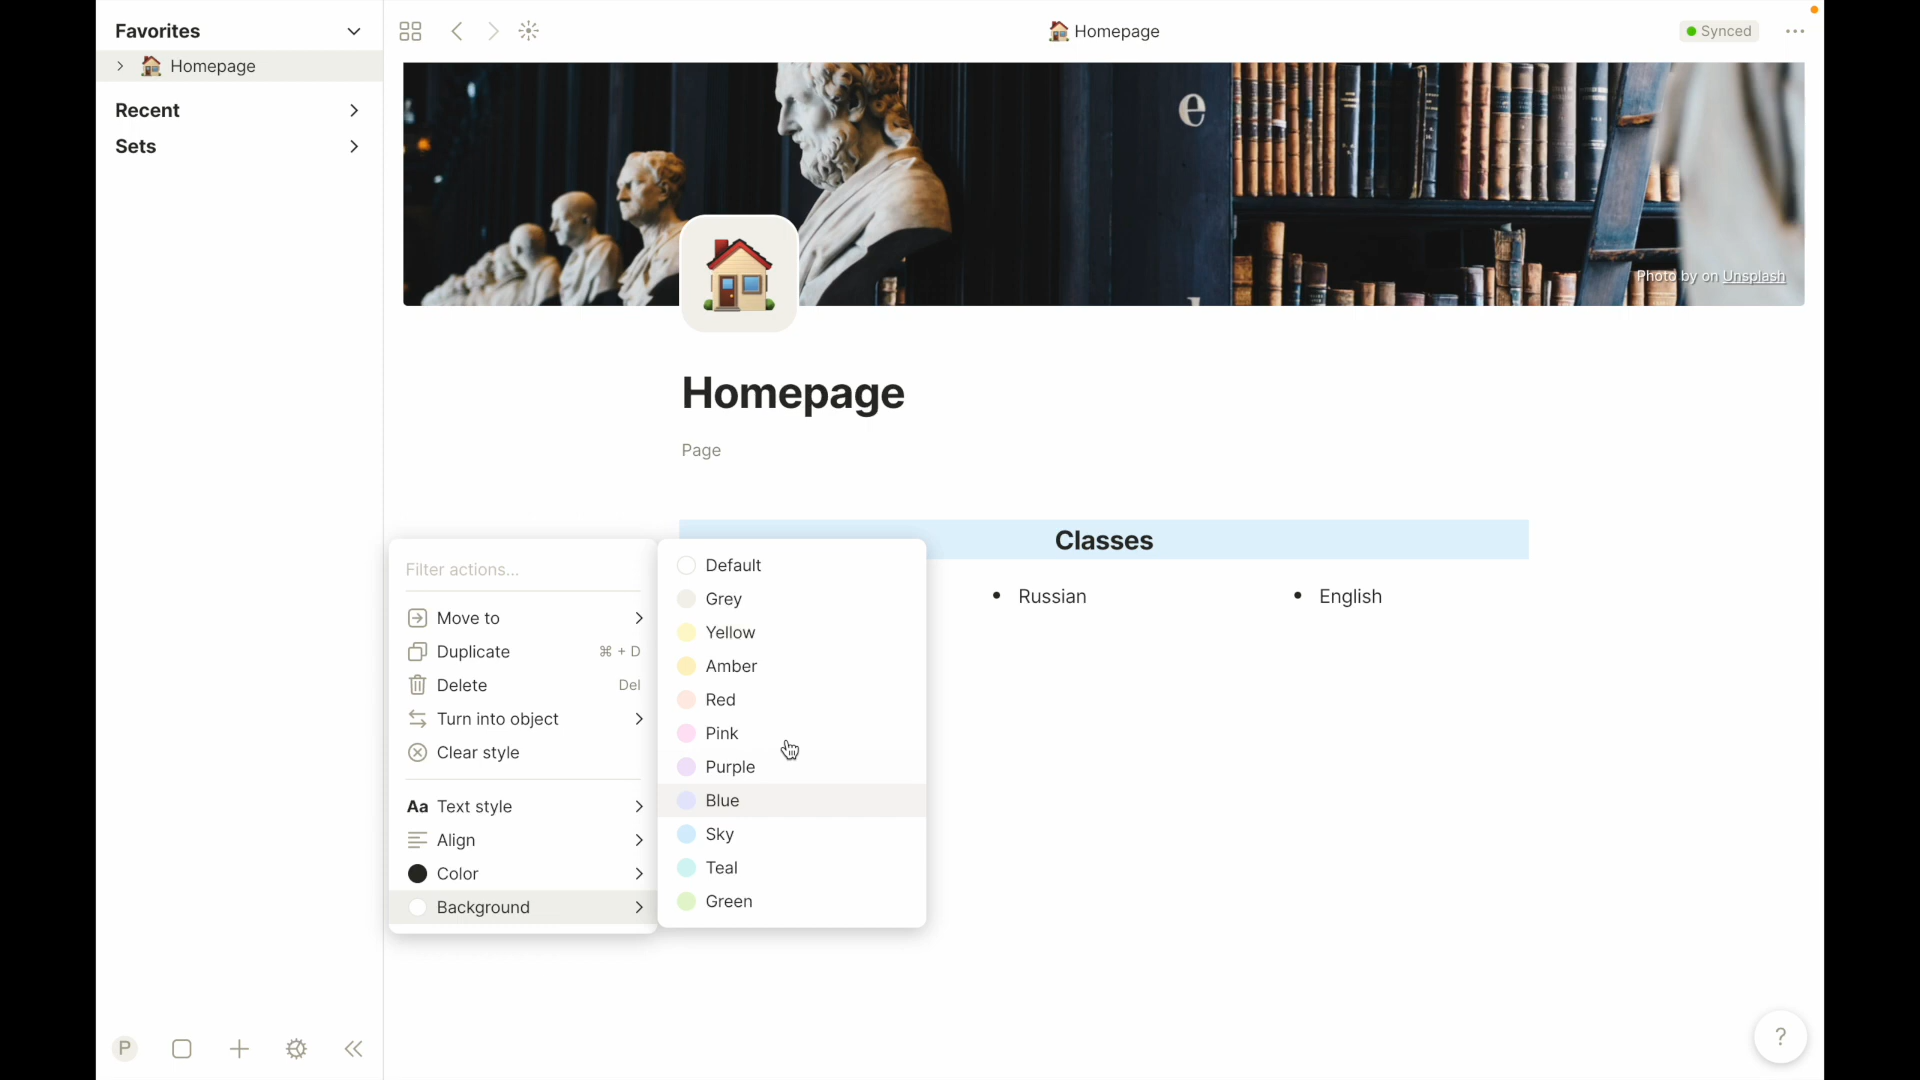 Favorites
Homepage
Recent
Sets
Homepage
Synced
e
Photo by on Unsplash
Homepage
Page
Classes
Russian
English
Filter actions...
Move to
Duplicate ⌘ + D
Delete Del
Turn into object
Clear style
Aa Text style
Align
Color
Background
Default
Grey
Yellow
Amber
Red
Pink
Purple
Blue
Sky
Teal
Green
P
?